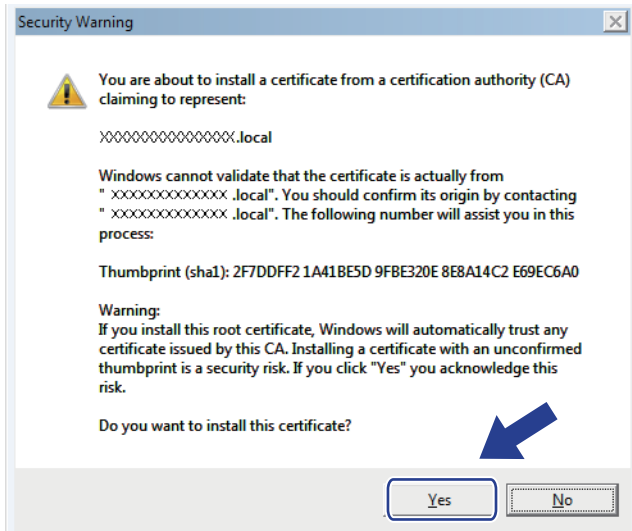 Security Warning
You are about to install a certificate from a certification authority (CA)
claiming to represent:
XXXXXXXXXXXXXXX.local
Windows cannot validate that the certificate is actually from
" XXXXXXXXXXXXX .local". You should confirm its origin by contacting
" XXXXXXXXXXXXX .local". The following number will assist you in this
process:
Thumbprint (sha1): 2F7DDFF2 1A41BE5D 9FBE320E 8E8A14C2 E69EC6A0
Warning:
If you install this root certificate, Windows will automatically trust any
certificate issued by this CA. Installing a certificate with an unconfirmed
thumbprint is a security risk. If you click "Yes" you acknowledge this
risk.
Do you want to install this certificate?
Yes No